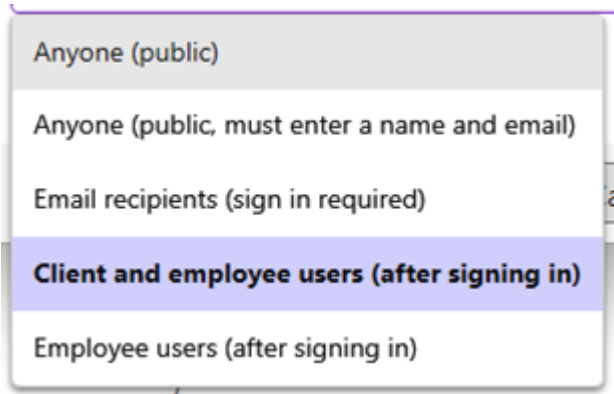 Anyone (public)
Anyone (public, must enter a name and email)
Email recipients (sign in required)
Client and employee users (after signing in)
Employee users (after signing in)